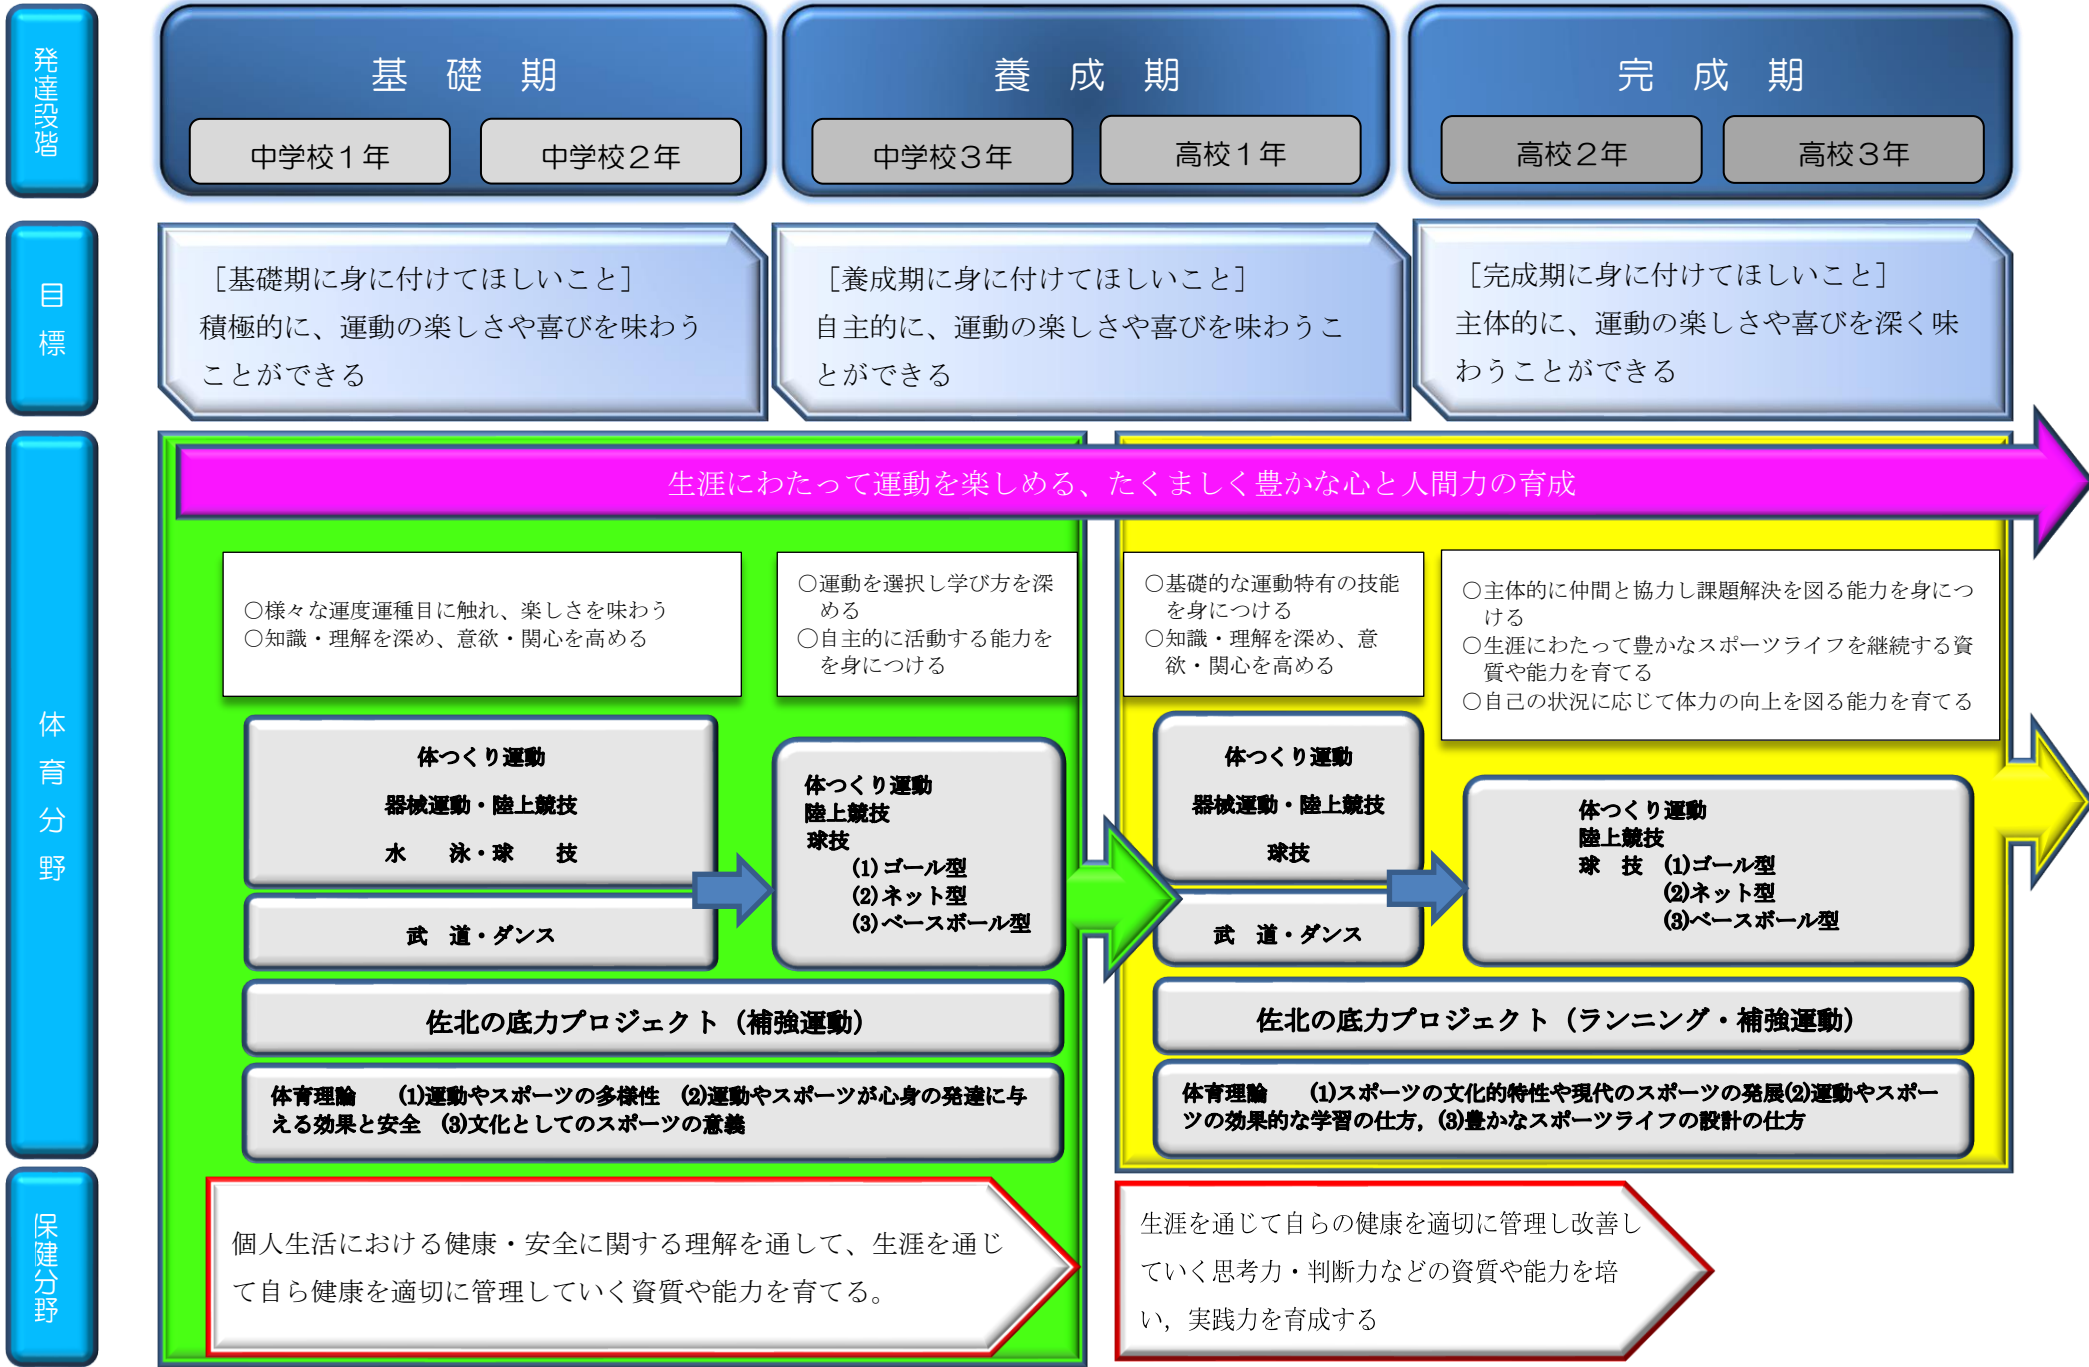 発達段階
基 礎 期
中学校1年
中学校2年
養 成 期
中学校3年
高校1年
完 成 期
高校2年
高校3年
目標
［基礎期に身に付けてほしいこと］
積極的に、運動の楽しさや喜びを味わう
ことができる
［養成期に身に付けてほしいこと］
自主的に、運動の楽しさや喜びを味わうこ
とができる
［完成期に身に付けてほしいこと］
主体的に、運動の楽しさや喜びを深く味
わうことができる
体育分野
生涯にわたって運動を楽しめる、たくましく豊かな心と人間力の育成
○様々な運度運種目に触れ、楽しさを味わう
○知識・理解を深め、意欲・関心を高める
○運動を選択し学び方を深
める
○自主的に活動する能力を
を身につける
○基礎的な運動特有の技能
を身につける
○知識・理解を深め、意
欲・関心を高める
○主体的に仲間と協力し課題解決を図る能力を身につ
ける
○生涯にわたって豊かなスポーツライフを継続する資
質や能力を育てる
○自己の状況に応じて体力の向上を図る能力を育てる
体つくり運動
器械運動・陸上競技
水 泳・球 技
武 道・ダンス
体つくり運動
陸上競技
球技
(1)ゴール型
(2)ネット型
(3)ベースボール型
体つくり運動
器械運動・陸上競技
球技
武 道・ダンス
体つくり運動
陸上競技
球 技 (1)ゴール型
(2)ネット型
(3)ベースボール型
佐北の底力プロジェクト（補強運動）
佐北の底力プロジェクト（ランニング・補強運動）
体育理論 (1)運動やスポーツの多様性 (2)運動やスポーツが心身の発達に与
える効果と安全 (3)文化としてのスポーツの意義
体育理論 (1)スポーツの文化的特性や現代のスポーツの発展(2)運動やスポー
ツの効果的な学習の仕方，(3)豊かなスポーツライフの設計の仕方
保健分野
個人生活における健康・安全に関する理解を通して、生涯を通じ
て自ら健康を適切に管理していく資質や能力を育てる。
生涯を通じて自らの健康を適切に管理し改善し
ていく思考力・判断力などの資質や能力を培
い，実践力を育成する